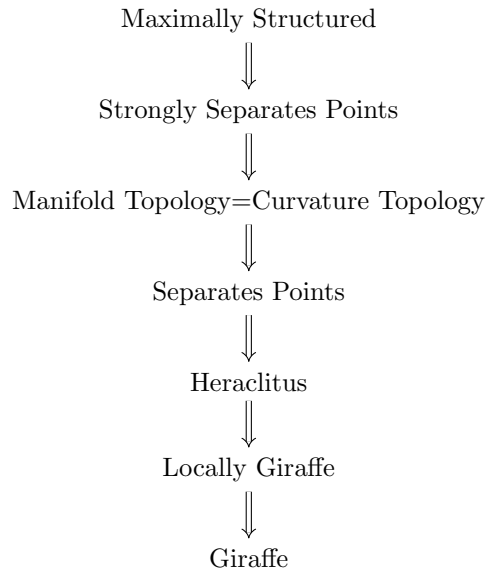 Maximally Structured
Strongly Separates Points
Manifold Topology=Curvature Topology
Separates Points
Heraclitus
Locally Giraffe
Giraffe